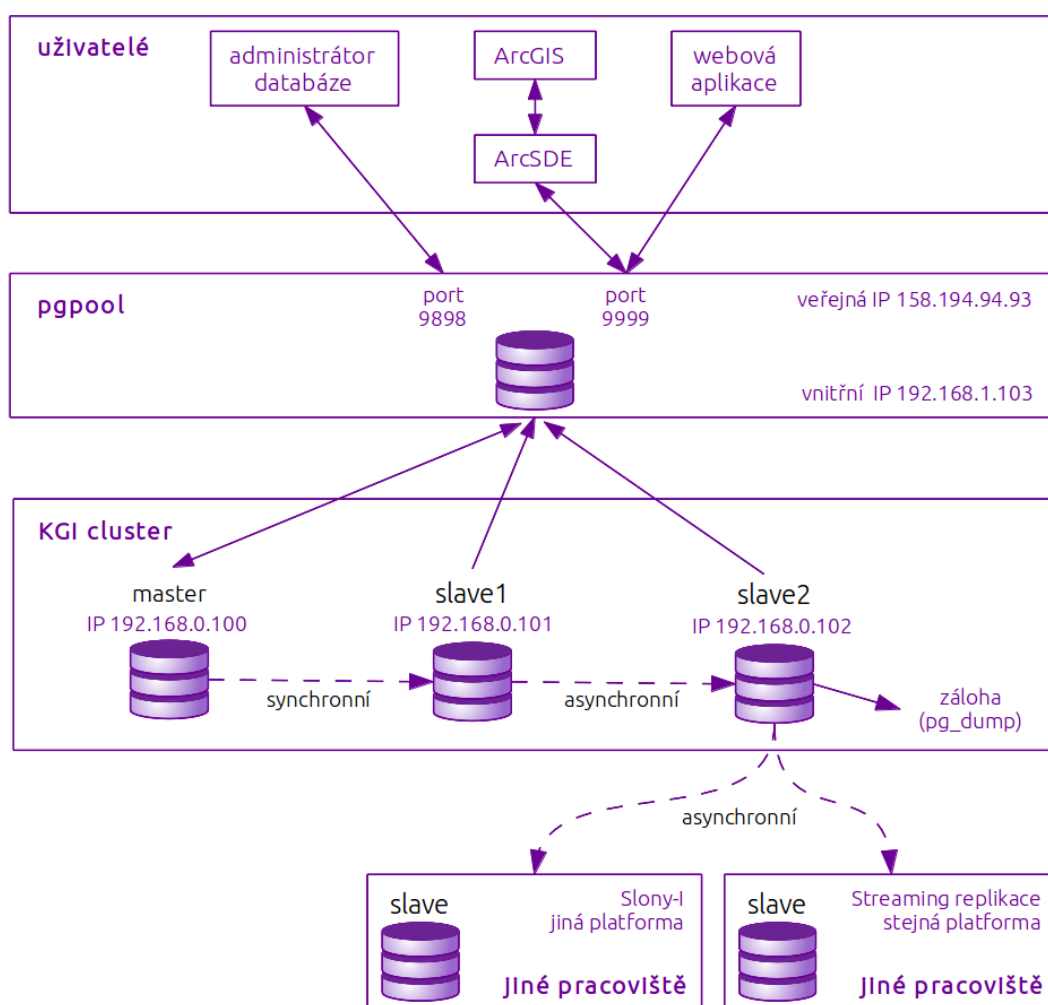 uživatelé
administrátor
databáze
ArcGIS
webová
aplikace
ArcSDE
pgpool
port
9898
port
9999
veřejná IP 158.194.94.93
vnitřní IP 192.168.1.103
KGI cluster
master
IP 192.168.0.100
slave1
IP 192.168.0.101
slave2
IP 192.168.0.102
synchronní
asynchronní
záloha
(pg_dump)
asynchronní
slave
Slony-I
jiná platforma
Jiné pracoviště
slave
Streaming replikace
stejná platforma
Jiné pracoviště